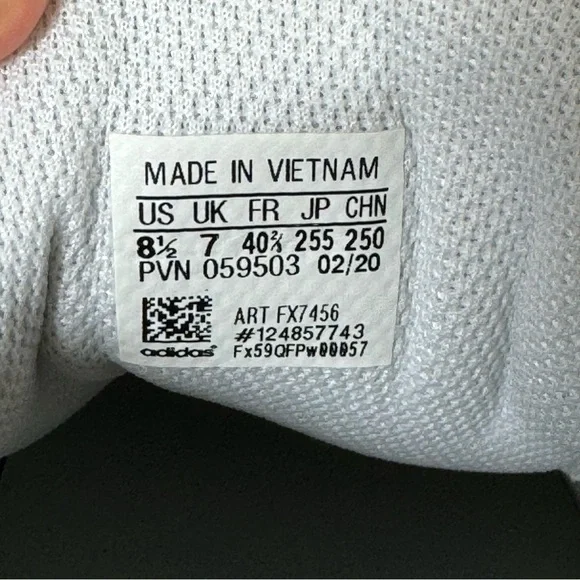 MADE IN VIETNAM
US UK FR JP CHN
8½ 7 40⅔ 255 250
PVN 059503 02/20
ART FX7456
#124857743
adidas